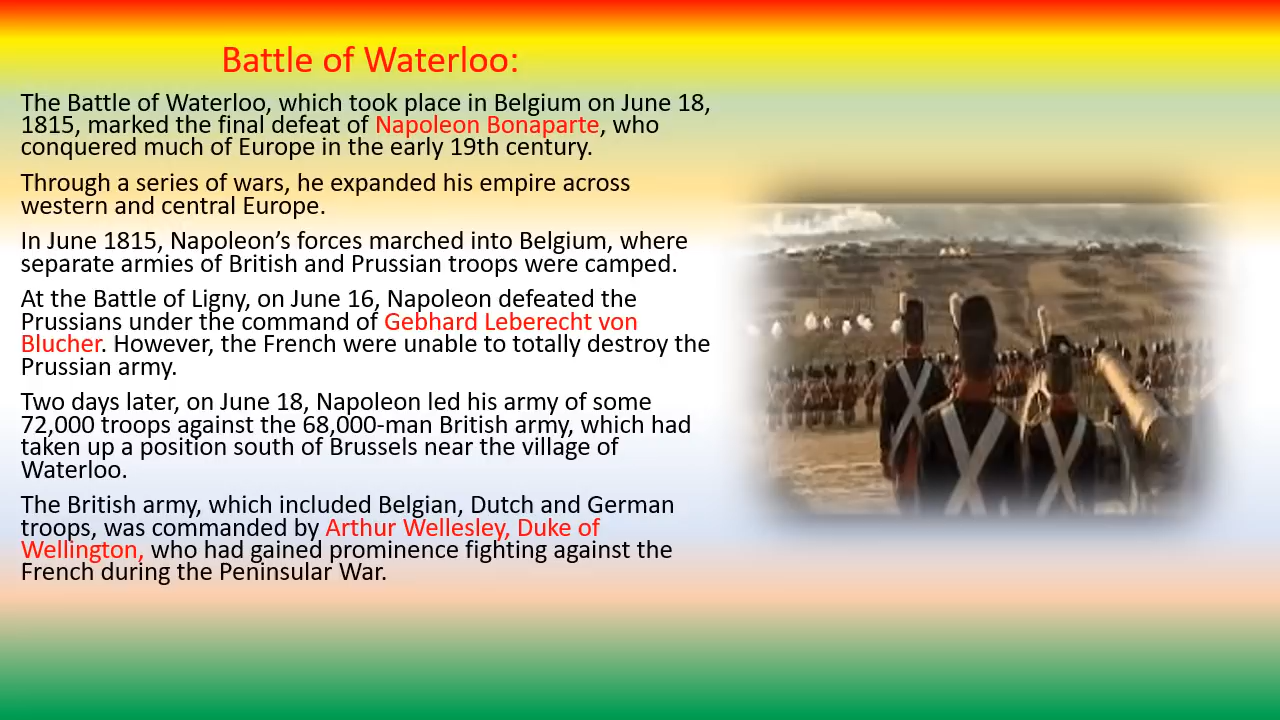 Battle of Waterloo:
The Battle of Waterloo, which took place in Belgium on June 18,
1815, marked the final defeat of Napoleon Bonaparte, who
conquered much of Europe in the early 19th century.
Through a series of wars, he expanded his empire across
western and central Europe.
In June 1815, Napoleon’s forces marched into Belgium, where
separate armies of British and Prussian troops were camped.
At the Battle of Ligny, on June 16, Napoleon defeated the
Prussians under the command of Gebhard Leberecht von
Blucher. However, the French were unable to totally destroy the
Prussian army.
Two days later, on June 18, Napoleon led his army of some
72,000 troops against the 68,000-man British army, which had
taken up a position south of Brussels near the village of
Waterloo.
The British army, which included Belgian, Dutch and German
troops, was commanded by Arthur Wellesley, Duke of
Wellington, who had gained prominence fighting against the
French during the Peninsular War.